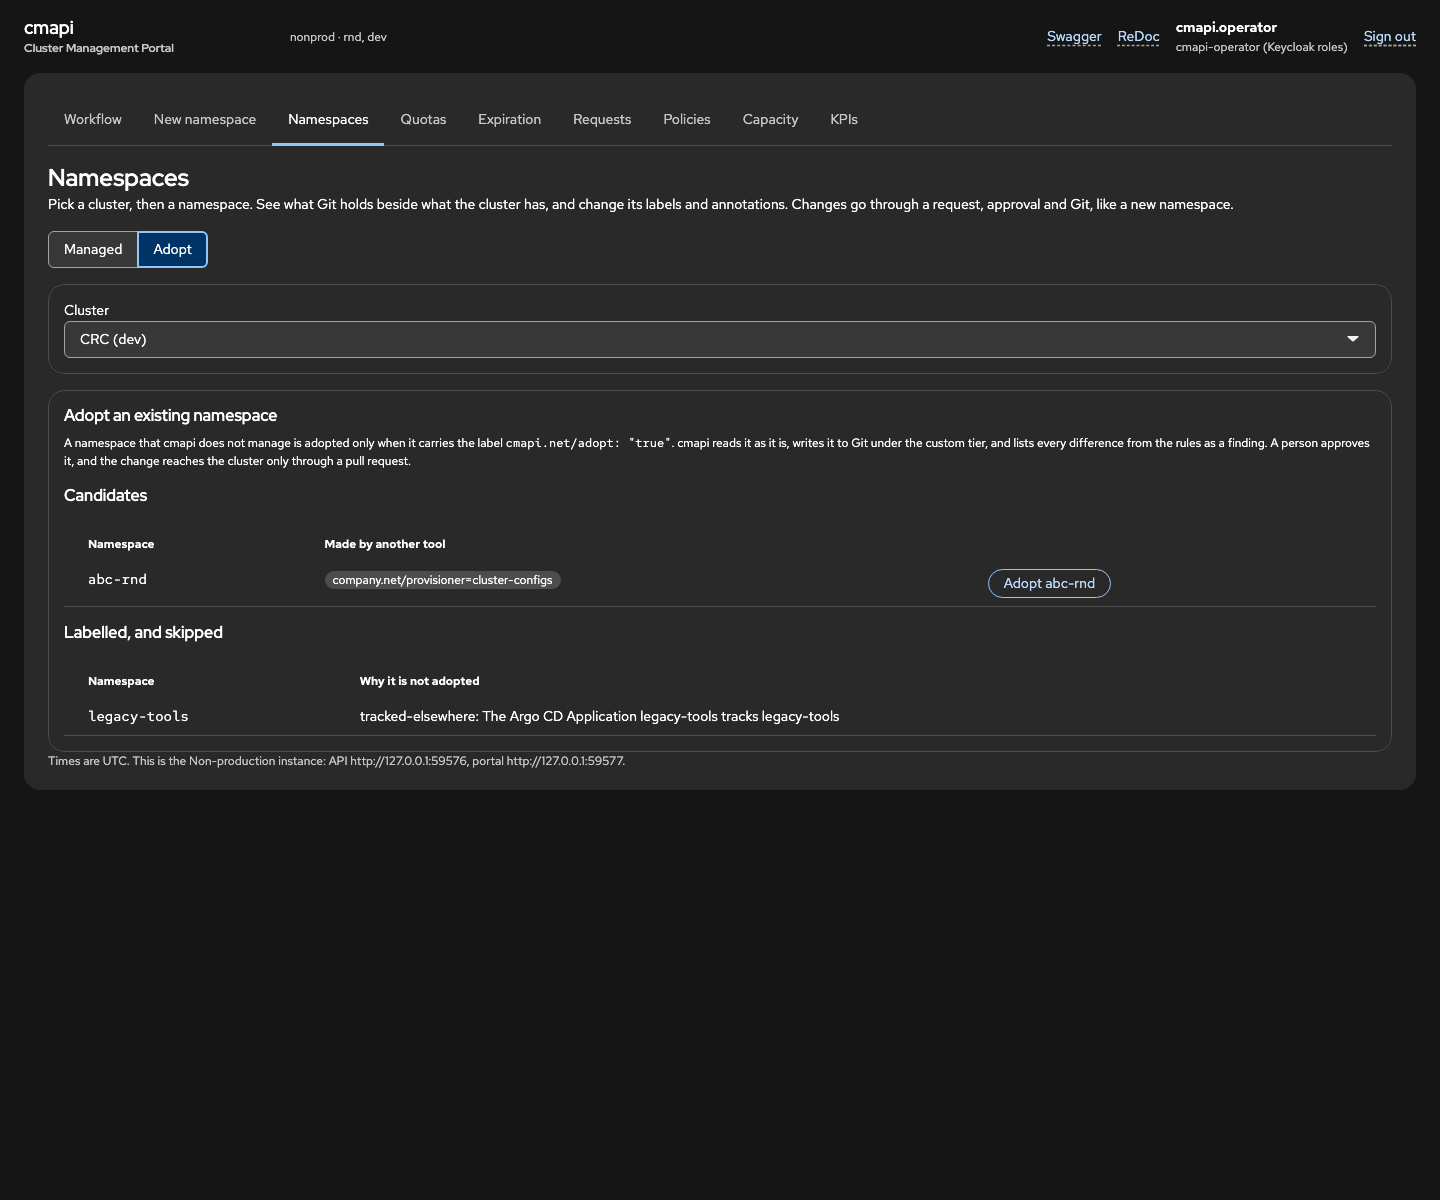 cmapi
Cluster Management Portal
nonprod · rnd, dev
Swagger
ReDoc
cmapi.operator
cmapi-operator (Keycloak roles)
Sign out
Workflow
New namespace
Namespaces
Quotas
Expiration
Requests
Policies
Capacity
KPIs
Namespaces
Pick a cluster, then a namespace. See what Git holds beside what the cluster has, and change its labels and annotations. Changes go through a request, approval and Git, like a new namespace.
Managed
Adopt
Cluster
CRC (dev)
Adopt an existing namespace
A namespace that cmapi does not manage is adopted only when it carries the label cmapi.net/adopt: "true". cmapi reads it as it is, writes it to Git under the custom tier, and lists every difference from the rules as a finding. A person approves
it, and the change reaches the cluster only through a pull request.
Candidates
Namespace
Made by another tool
abc-rnd
company.net/provisioner=cluster-configs
Adopt abc-rnd
Labelled, and skipped
Namespace
Why it is not adopted
legacy-tools
tracked-elsewhere: The Argo CD Application legacy-tools tracks legacy-tools
Times are UTC. This is the Non-production instance: API http://127.0.0.1:59576, portal http://127.0.0.1:59577.